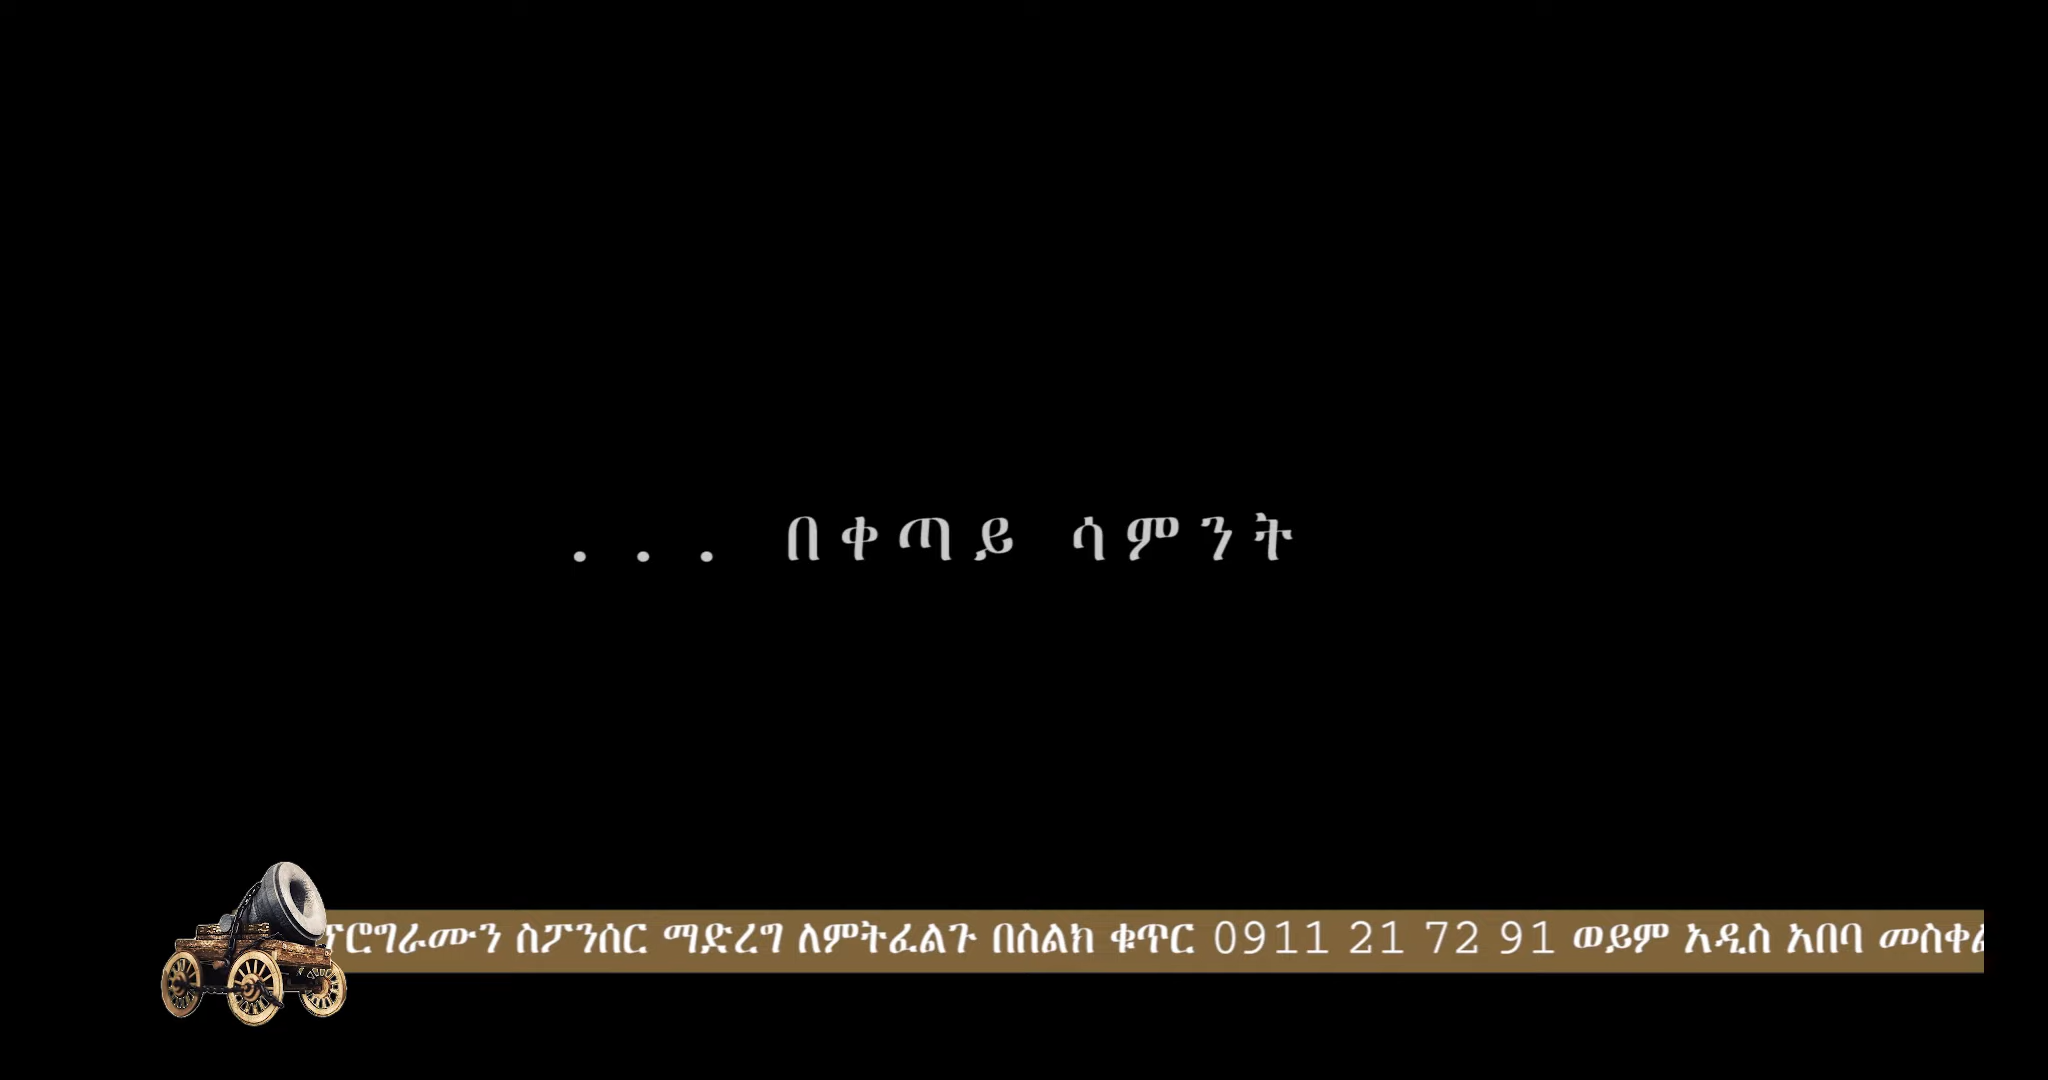 . . . በቀጣይ ሳምንት
ፕሮግራሙን ስፖንሰር ማድረግ ለምትፈልጉ በስልክ ቁጥር 0911 21 72 91 ወይም አዲስ አበባ